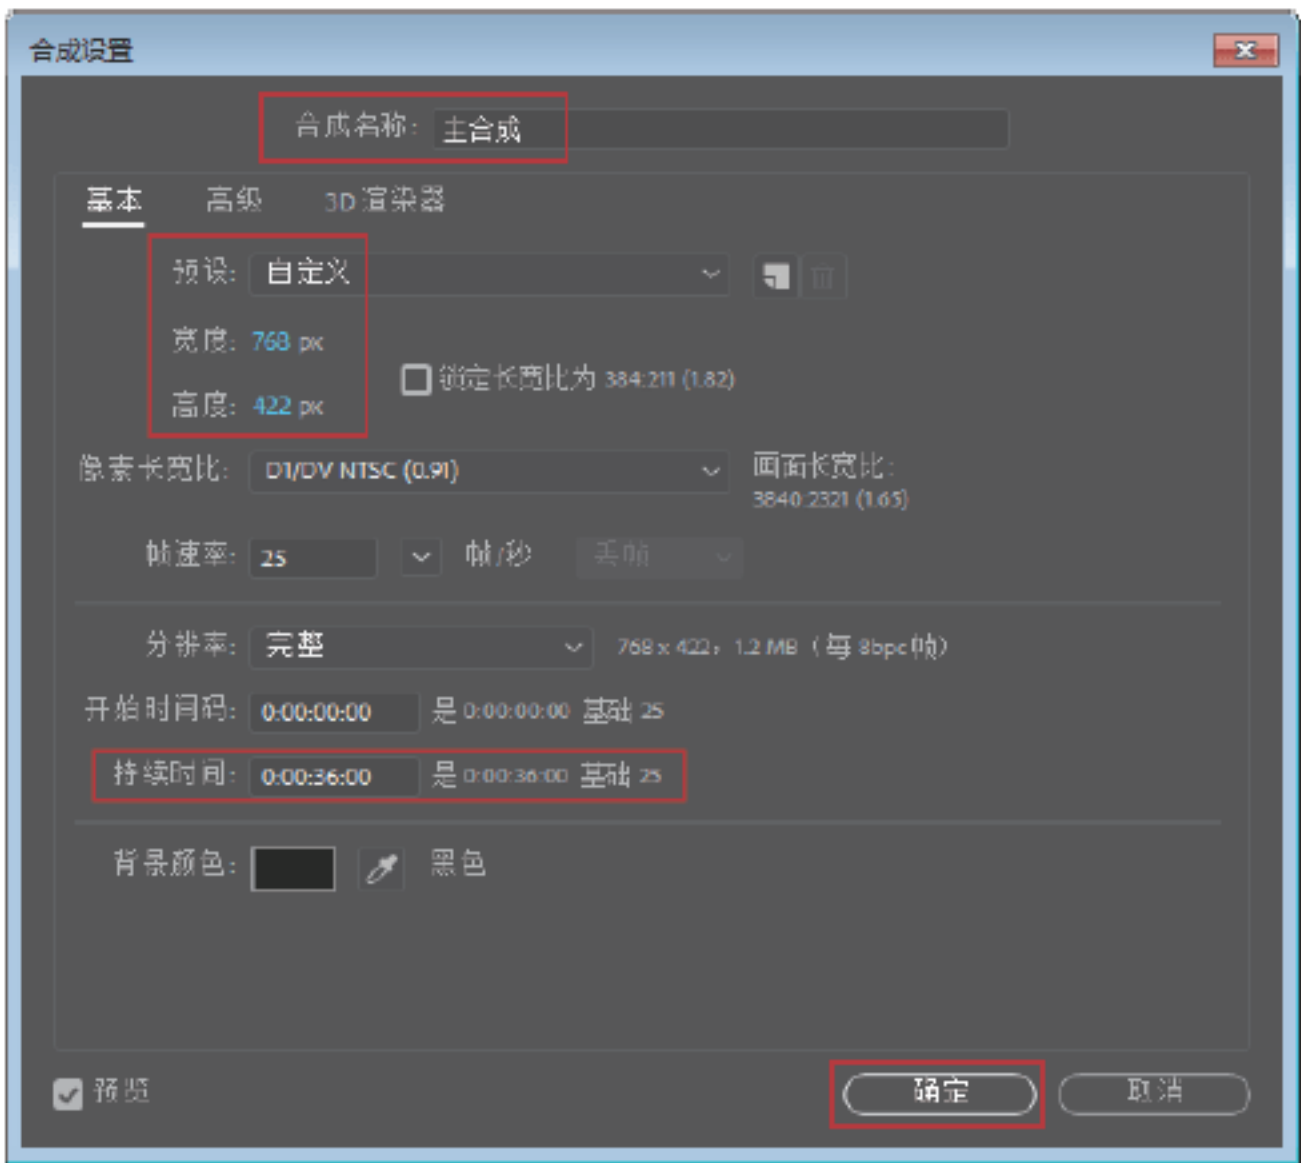 合成设置
合成名称: 主合成
基本 高级 3D 渲染器
预设: 自定义
宽度: 768 px
锁定长宽比为 384:211 (1.82)
高度: 422 px
像素长宽比: D1/DV NTSC (0.91) 画面长宽比:
3840:2321 (1.65)
帧速率: 25 帧/秒 丢帧
分辨率: 完整 768 x 422，1.2 MB（每 8bpc 帧）
开始时间码: 0:00:00:00 是 0:00:00:00 基础 25
持续时间: 0:00:36:00 是 0:00:36:00 基础 25
背景颜色: 黑色
预览 确定 取消